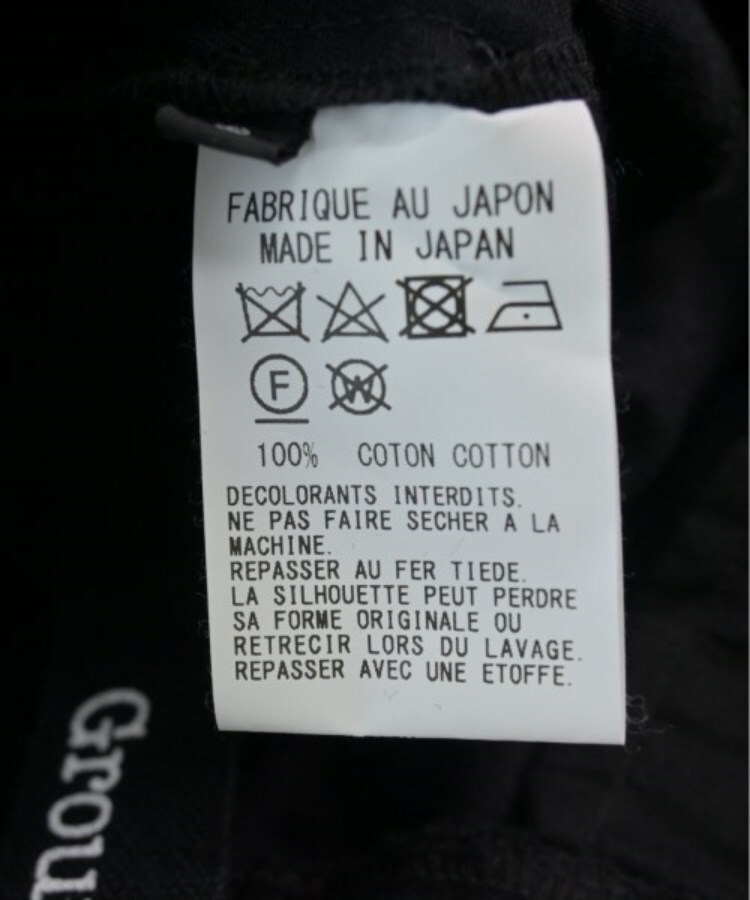 FABRIQUE AU JAPON
MADE IN JAPAN
F W
100% COTON COTTON
DECOLORANTS INTERDITS.
NE PAS FAIRE SECHER A LA
MACHINE.
REPASSER AU FER TIEDE.
LA SILHOUETTE PEUT PERDRE
SA FORME ORIGINALE OU
RETRECIR LORS DU LAVAGE.
REPASSER AVEC UNE ETOFFE.
Grou